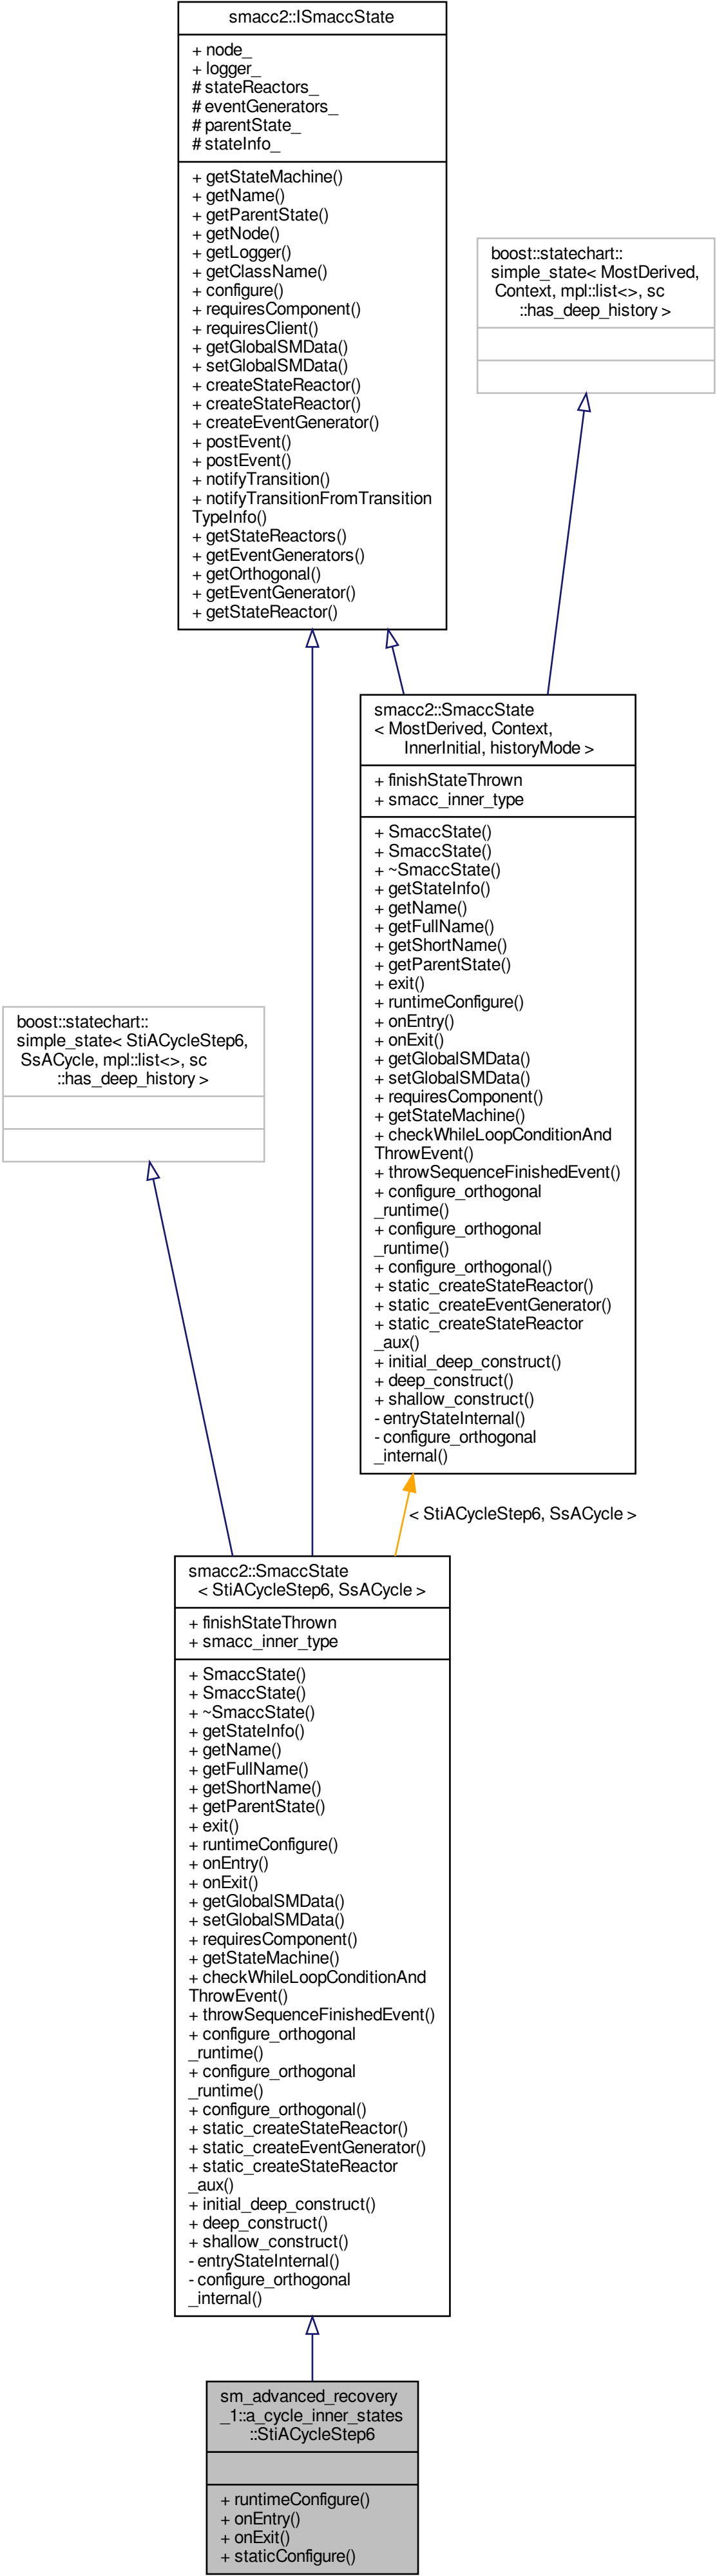 smacc2::ISmaccState
+ node_
+ logger_
# stateReactors_
# eventGenerators_
# parentState_
# stateInfo_
+ getStateMachine()
+ getName()
+ getParentState()
+ getNode()
+ getLogger()
+ getClassName()
+ configure()
+ requiresComponent()
+ requiresClient()
+ getGlobalSMData()
+ setGlobalSMData()
+ createStateReactor()
+ createStateReactor()
+ createEventGenerator()
+ postEvent()
+ postEvent()
+ notifyTransition()
+ notifyTransitionFromTransition
TypeInfo()
+ getStateReactors()
+ getEventGenerators()
+ getOrthogonal()
+ getEventGenerator()
+ getStateReactor()
boost::statechart::
simple_state< MostDerived,
Context, mpl::list<>, sc
::has_deep_history >
smacc2::SmaccState
< MostDerived, Context,
InnerInitial, historyMode >
+ finishStateThrown
+ smacc_inner_type
+ SmaccState()
+ SmaccState()
+ ~SmaccState()
+ getStateInfo()
+ getName()
+ getFullName()
+ getShortName()
+ getParentState()
+ exit()
+ runtimeConfigure()
+ onEntry()
+ onExit()
+ getGlobalSMData()
+ setGlobalSMData()
+ requiresComponent()
+ getStateMachine()
+ checkWhileLoopConditionAnd
ThrowEvent()
+ throwSequenceFinishedEvent()
+ configure_orthogonal
_runtime()
+ configure_orthogonal
_runtime()
+ configure_orthogonal()
+ static_createStateReactor()
+ static_createEventGenerator()
+ static_createStateReactor
_aux()
+ initial_deep_construct()
+ deep_construct()
+ shallow_construct()
- entryStateInternal()
- configure_orthogonal
_internal()
boost::statechart::
simple_state< StiACycleStep6,
SsACycle, mpl::list<>, sc
::has_deep_history >
< StiACycleStep6, SsACycle >
smacc2::SmaccState
< StiACycleStep6, SsACycle >
+ finishStateThrown
+ smacc_inner_type
+ SmaccState()
+ SmaccState()
+ ~SmaccState()
+ getStateInfo()
+ getName()
+ getFullName()
+ getShortName()
+ getParentState()
+ exit()
+ runtimeConfigure()
+ onEntry()
+ onExit()
+ getGlobalSMData()
+ setGlobalSMData()
+ requiresComponent()
+ getStateMachine()
+ checkWhileLoopConditionAnd
ThrowEvent()
+ throwSequenceFinishedEvent()
+ configure_orthogonal
_runtime()
+ configure_orthogonal
_runtime()
+ configure_orthogonal()
+ static_createStateReactor()
+ static_createEventGenerator()
+ static_createStateReactor
_aux()
+ initial_deep_construct()
+ deep_construct()
+ shallow_construct()
- entryStateInternal()
- configure_orthogonal
_internal()
sm_advanced_recovery
_1::a_cycle_inner_states
::StiACycleStep6
+ runtimeConfigure()
+ onEntry()
+ onExit()
+ staticConfigure()